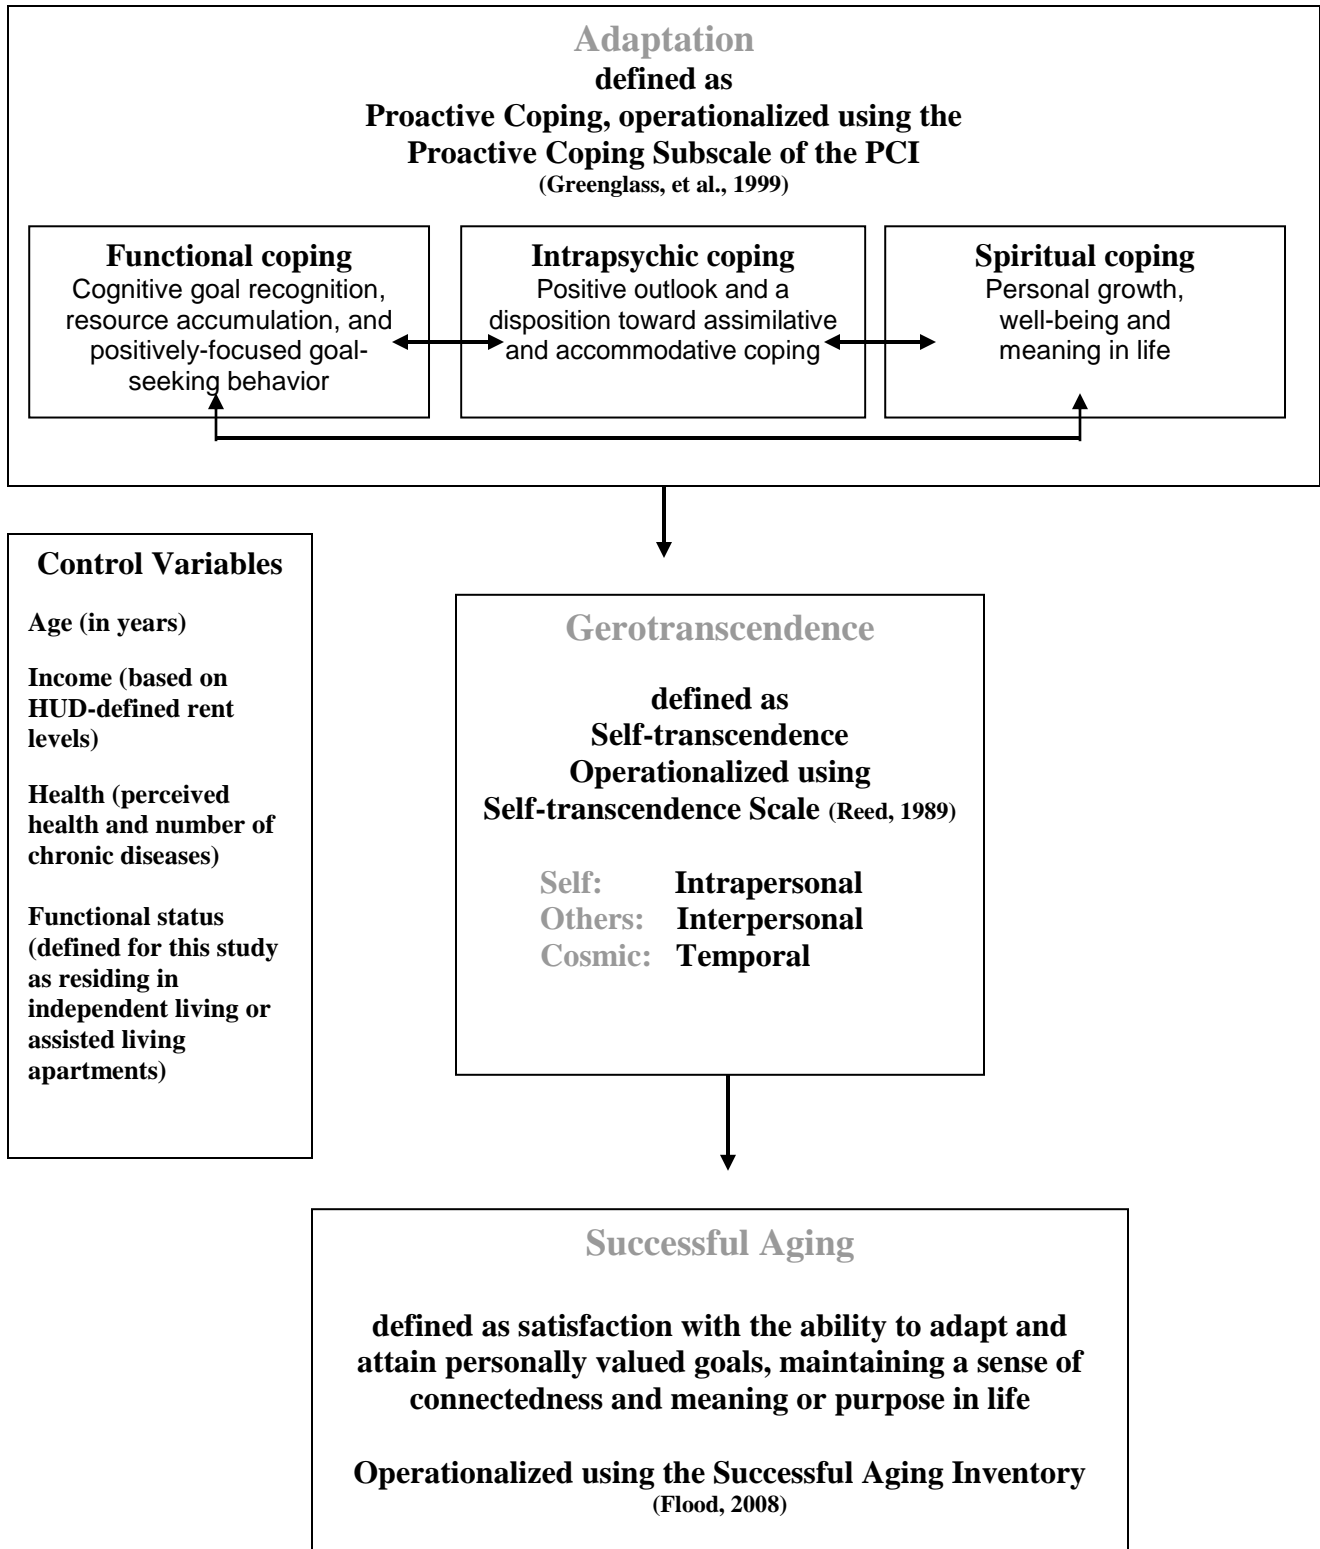 Adaptation
defined as
Proactive Coping, operationalized using the
Proactive Coping Subscale of the PCI
(Greenglass, et al., 1999)
Functional coping
Cognitive goal recognition,
resource accumulation, and
positively-focused goal-
seeking behavior
Intrapsychic coping
Positive outlook and a
disposition toward assimilative
and accommodative coping
Spiritual coping
Personal growth,
well-being and
meaning in life
Control Variables
Age (in years)
Income (based on
HUD-defined rent
levels)
Health (perceived
health and number of
chronic diseases)
Functional status
(defined for this study
as residing in
independent living or
assisted living
apartments)
Gerotranscendence
defined as
Self-transcendence
Operationalized using
Self-transcendence Scale (Reed, 1989)
Self: Intrapersonal
Others: Interpersonal
Cosmic: Temporal
Successful Aging
defined as satisfaction with the ability to adapt and
attain personally valued goals, maintaining a sense of
connectedness and meaning or purpose in life
Operationalized using the Successful Aging Inventory
(Flood, 2008)